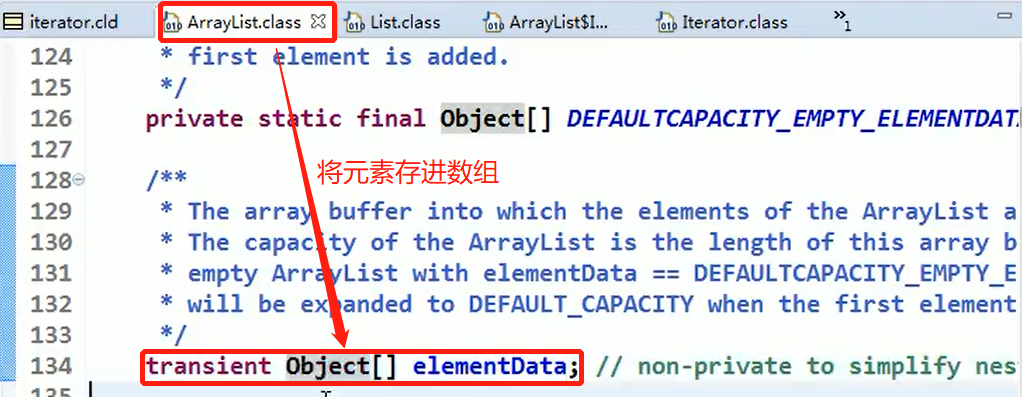 iterator.cld ArrayList.class List.class ArrayList$I... Iterator.class »1
124 * first element is added.
125 */
126 private static final Object[] DEFAULTCAPACITY_EMPTY_ELEMENTDAT
127
将元素存进数组
128 /**
129 * The array buffer into which the elements of the ArrayList a
130 * The capacity of the ArrayList is the length of this array b
131 * empty ArrayList with elementData == DEFAULTCAPACITY_EMPTY_E
132 * will be expanded to DEFAULT_CAPACITY when the first element
133 */
134 transient Object[] elementData; // non-private to simplify nes
135